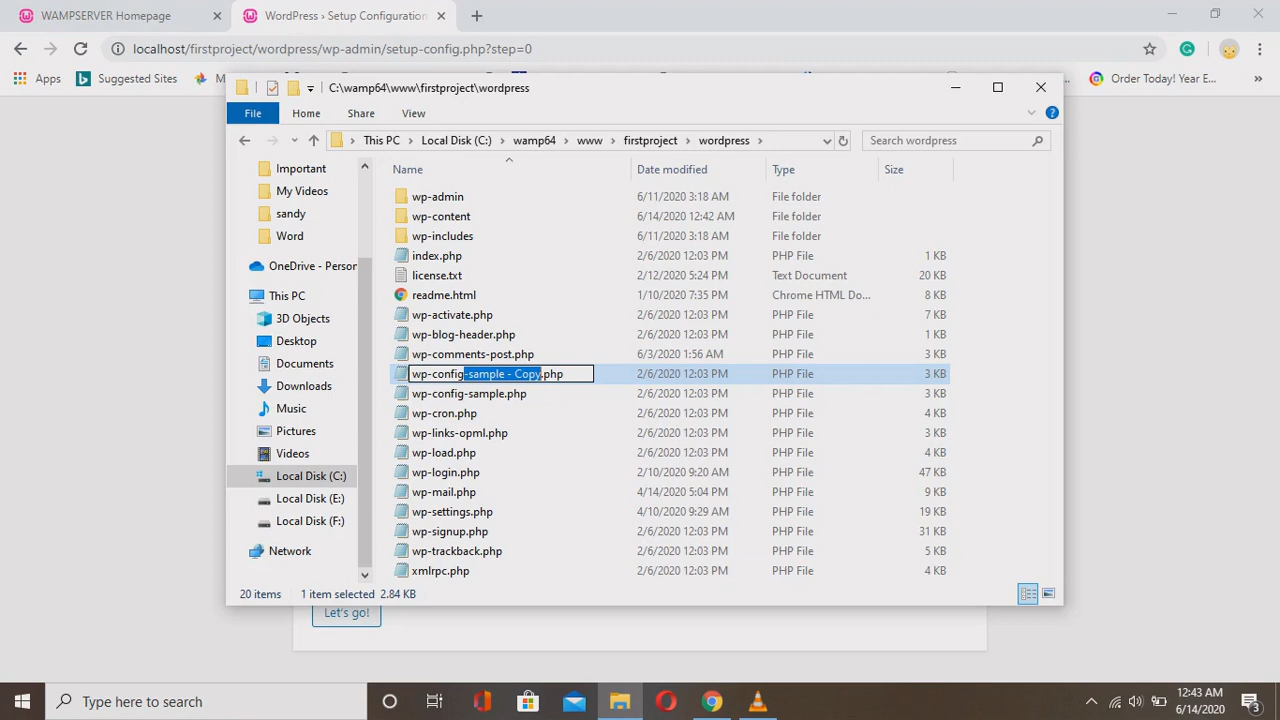 WAMPSERVER Homepage
WordPress › Setup Configuration
localhost/firstproject/wordpress/wp-admin/setup-config.php?step=0
Apps
Suggested Sites
Order Today! Year E...
»
C:\wamp64\www\firstproject\wordpress
File
Home
Share
View
This PC
Local Disk (C:)
wamp64
www
firstproject
wordpress
Search wordpress
Name
Date modified
Type
Size
Important
My Videos
sandy
Word
OneDrive - Person
This PC
3D Objects
Desktop
Documents
Downloads
Music
Pictures
Videos
Local Disk (C:)
Local Disk (E:)
Local Disk (F:)
Network
wp-admin 6/11/2020 3:18 AM File folder
wp-content 6/14/2020 12:42 AM File folder
wp-includes 6/11/2020 3:18 AM File folder
index.php 2/6/2020 12:03 PM PHP File 1 KB
license.txt 2/12/2020 5:24 PM Text Document 20 KB
readme.html 1/10/2020 7:35 PM Chrome HTML Do... 8 KB
wp-activate.php 2/6/2020 12:03 PM PHP File 7 KB
wp-blog-header.php 2/6/2020 12:03 PM PHP File 1 KB
wp-comments-post.php 6/3/2020 1:56 AM PHP File 3 KB
wp-config-sample - Copy.php 2/6/2020 12:03 PM PHP File 3 KB
wp-config-sample.php 2/6/2020 12:03 PM PHP File 3 KB
wp-cron.php 2/6/2020 12:03 PM PHP File 4 KB
wp-links-opml.php 2/6/2020 12:03 PM PHP File 3 KB
wp-load.php 2/6/2020 12:03 PM PHP File 4 KB
wp-login.php 2/10/2020 9:20 AM PHP File 47 KB
wp-mail.php 4/14/2020 5:04 PM PHP File 9 KB
wp-settings.php 4/10/2020 9:29 AM PHP File 19 KB
wp-signup.php 2/6/2020 12:03 PM PHP File 31 KB
wp-trackback.php 2/6/2020 12:03 PM PHP File 5 KB
xmlrpc.php 2/6/2020 12:03 PM PHP File 3 KB
20 items
1 item selected 2.84 KB
Let's go!
Type here to search
12:43 AM
6/14/2020
3